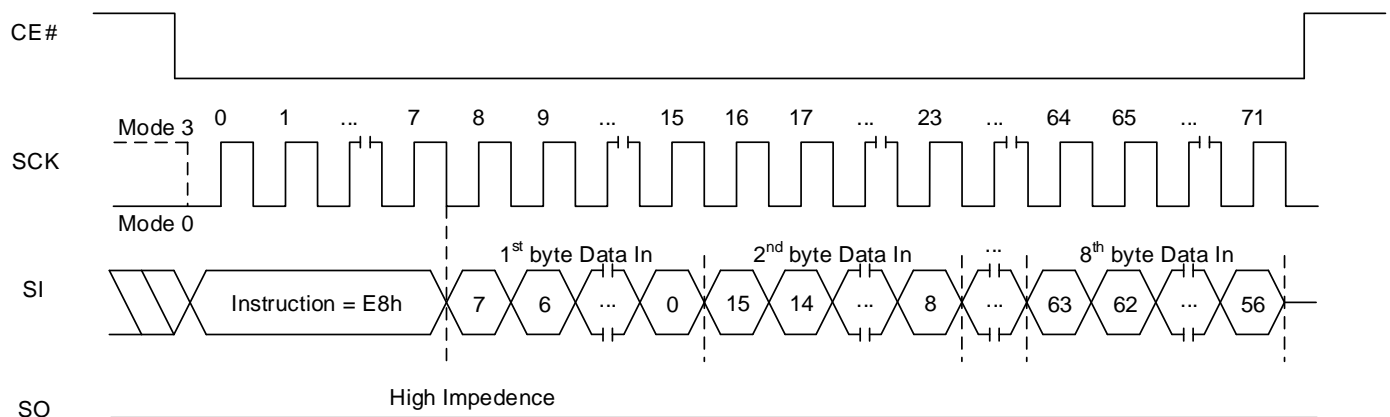 CE#
0 1 ... 7 8 9 ... 15 16 17 ... 23 ... 64 65 ... 71
Mode 3
SCK
Mode 0
1st byte Data In 2nd byte Data In ... 8th byte Data In
SI
Instruction = E8h 7 6 ... 0 15 14 ... 8 ... 63 62 ... 56
High Impedence
SO